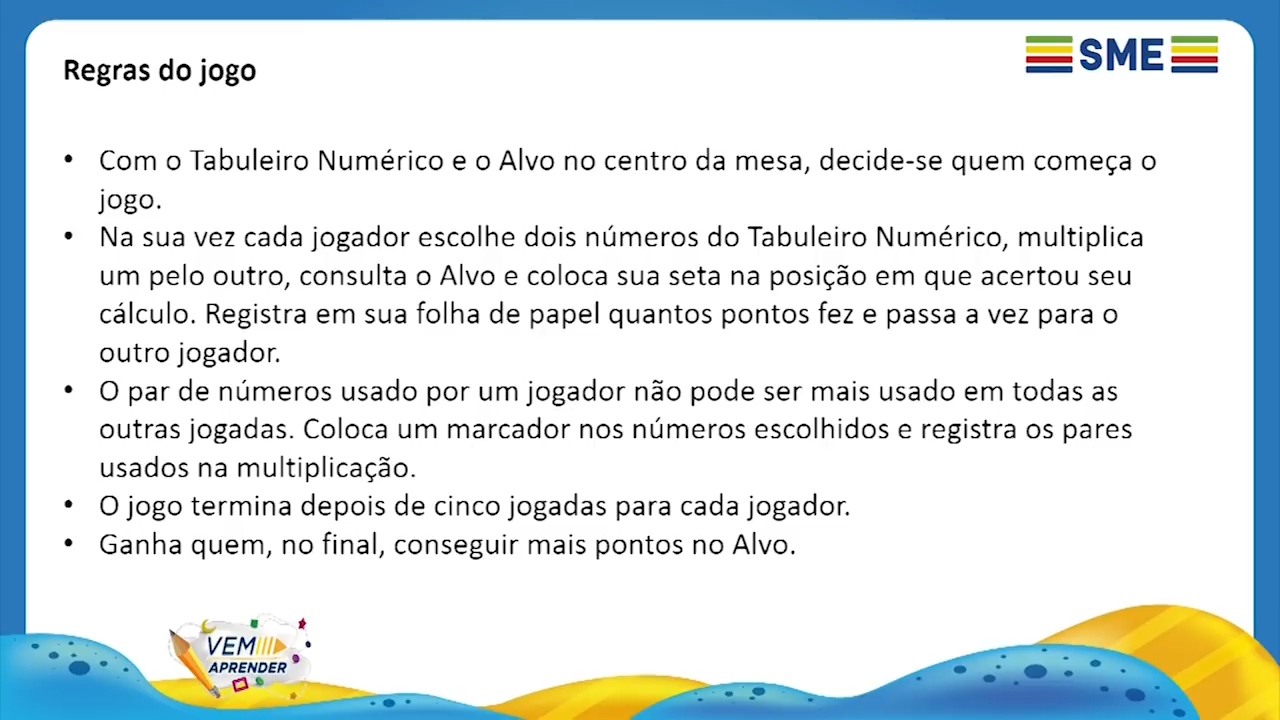 Regras do jogo
SME
• Com o Tabuleiro Numérico e o Alvo no centro da mesa, decide-se quem começa o
jogo.
• Na sua vez cada jogador escolhe dois números do Tabuleiro Numérico, multiplica
um pelo outro, consulta o Alvo e coloca sua seta na posição em que acertou seu
cálculo. Registra em sua folha de papel quantos pontos fez e passa a vez para o
outro jogador.
• O par de números usado por um jogador não pode ser mais usado em todas as
outras jogadas. Coloca um marcador nos números escolhidos e registra os pares
usados na multiplicação.
• O jogo termina depois de cinco jogadas para cada jogador.
• Ganha quem, no final, conseguir mais pontos no Alvo.
VEM
APRENDER